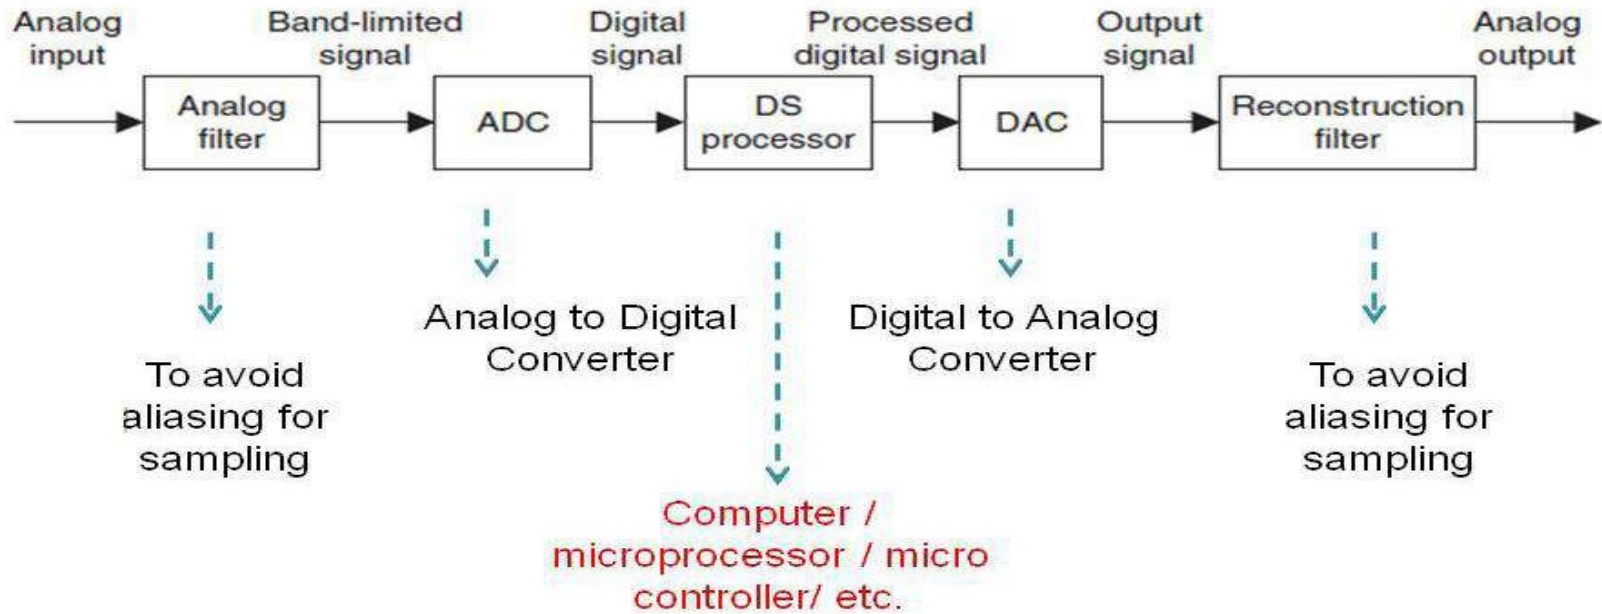 Analog
input
Band-limited
signal
Digital
signal
Processed
digital signal
Output
signal
Analog
output
Analog
filter
ADC
DS
processor
DAC
Reconstruction
filter
To avoid
aliasing for
sampling
Analog to Digital
Converter
Computer /
microprocessor / micro
controller/ etc.
Digital to Analog
Converter
To avoid
aliasing for
sampling